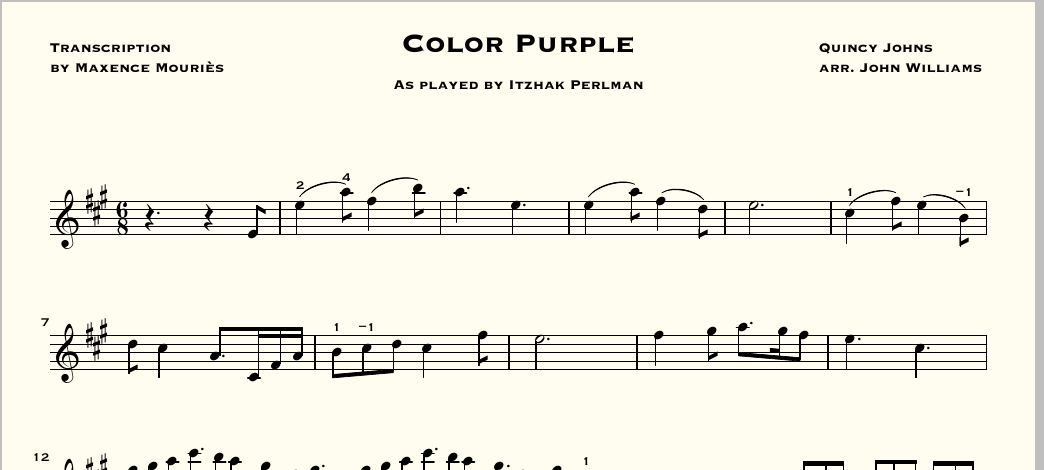 Transcription
by Maxence Mouriès
Color Purple
As played by Itzhak Perlman
Quincy Johns
arr. John Williams
2 4 1 –1
6
8
7
1 –1
12
1